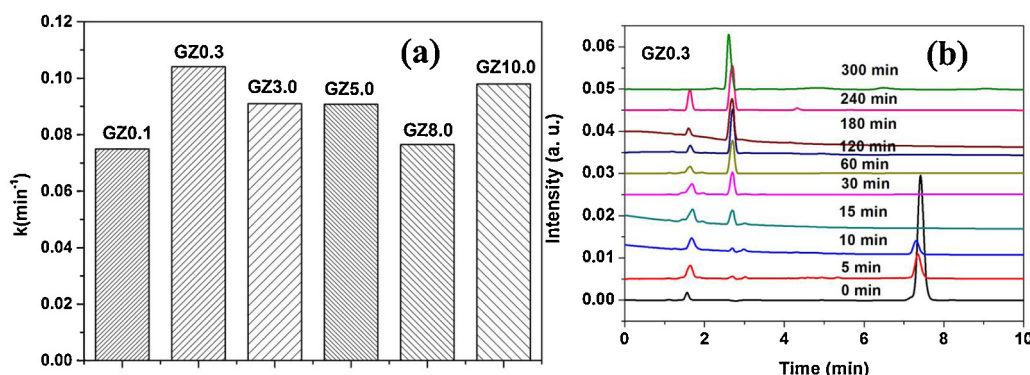 (a)
k(min⁻¹)
0.12
0.10
0.08
0.06
0.04
0.02
0.00
GZ0.1
GZ0.3
GZ3.0
GZ5.0
GZ8.0
GZ10.0
(b)
GZ0.3
Intensity (a. u.)
0.06
0.05
0.04
0.03
0.02
0.01
0.00
300 min
240 min
180 min
120 min
60 min
30 min
15 min
10 min
5 min
0 min
0 2 4 6 8 10
Time (min)